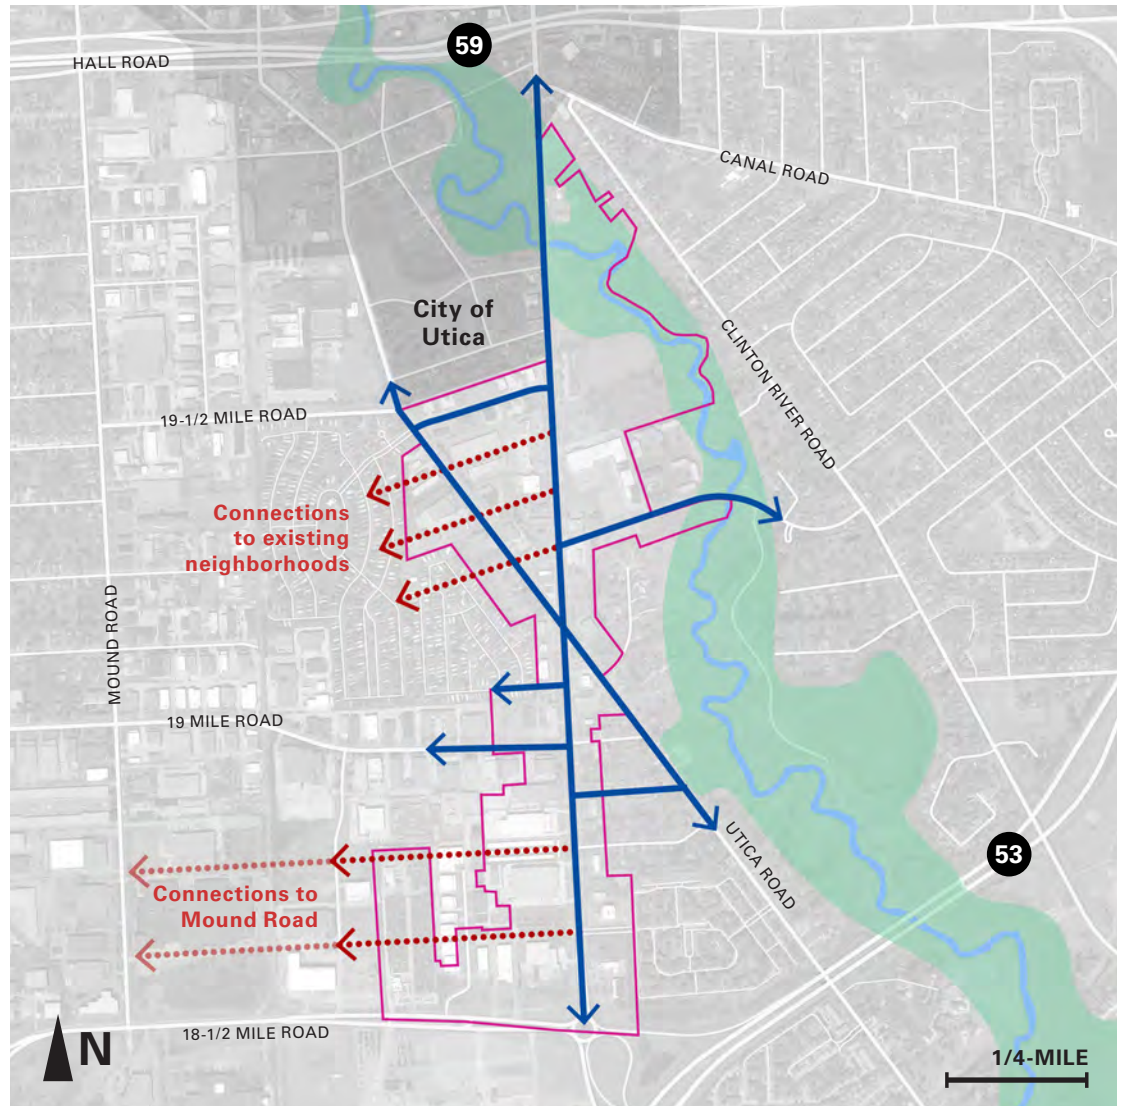 59
HALL ROAD
CANAL ROAD
City of
Utica
CLINTON RIVER ROAD
19-1/2 MILE ROAD
Connections
to existing
neighborhoods
MOUND ROAD
19 MILE ROAD
UTICA ROAD
53
Connections to
Mound Road
18-1/2 MILE ROAD
N
1/4-MILE